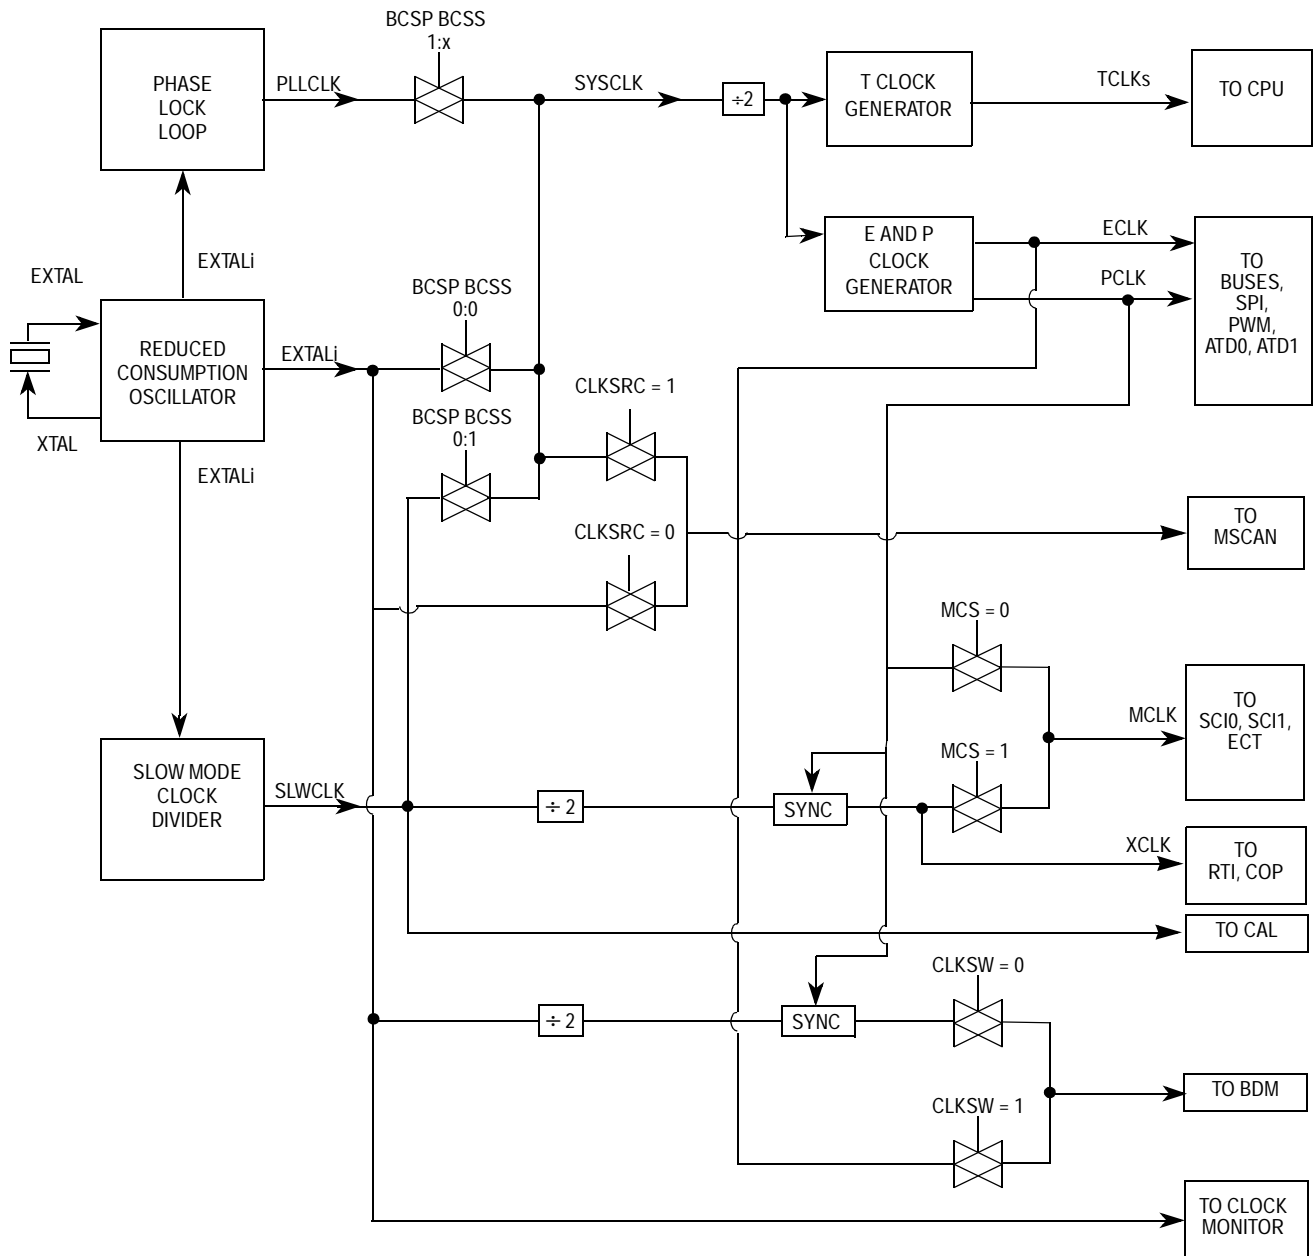 BCSP BCSS
1:x
PHASE
LOCK
LOOP
PLLCLK
SYSCLK
÷2
T CLOCK
GENERATOR
TCLKs
TO CPU
EXTALi
EXTAL
XTAL
REDUCED
CONSUMPTION
OSCILLATOR
EXTALi
BCSP BCSS
0:0
BCSP BCSS
0:1
E AND P
CLOCK
GENERATOR
ECLK
PCLK
TO
BUSES,
SPI,
PWM,
ATD0, ATD1
CLKSRC = 1
CLKSRC = 0
TO
MSCAN
EXTALi
MCS = 0
MCS = 1
MCLK
TO
SCI0, SCI1,
ECT
SLOW MODE
CLOCK
DIVIDER
SLWCLK
÷ 2
SYNC
XCLK
TO
RTI, COP
TO CAL
CLKSW = 0
÷ 2
SYNC
CLKSW = 1
TO BDM
TO CLOCK
MONITOR